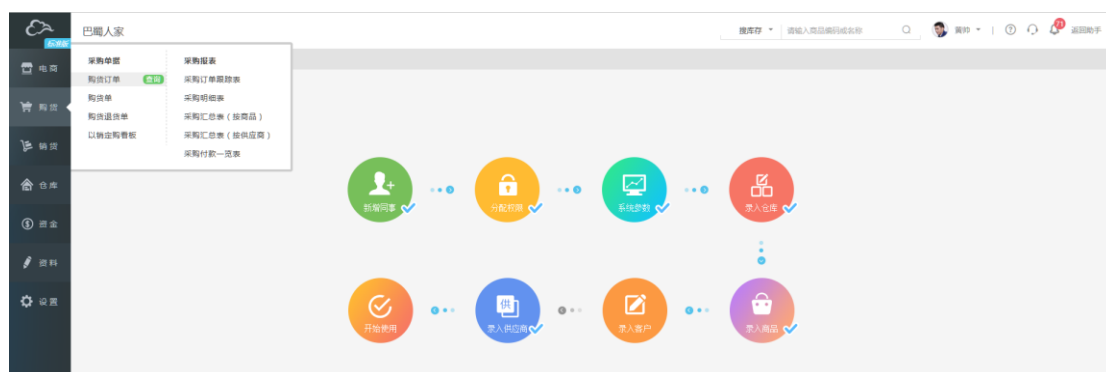 巴蜀人家
搜库存
请输入商品编码或名称
黄帅
71
返回助手
标准版
电商
购货
销货
仓库
资金
资料
设置
采购单据
购货订单 查询
购货单
购货退货单
以销定购看板
采购报表
采购订单跟踪表
采购明细表
采购汇总表（按商品）
采购汇总表（按供应商）
采购付款一览表
新增同事
分配权限
系统参数
录入仓库
开始使用
供
录入供应商
录入客户
录入商品